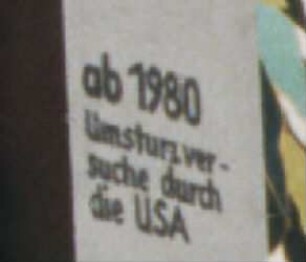 ab 1980
Umsturzver-
suche durch
die USA